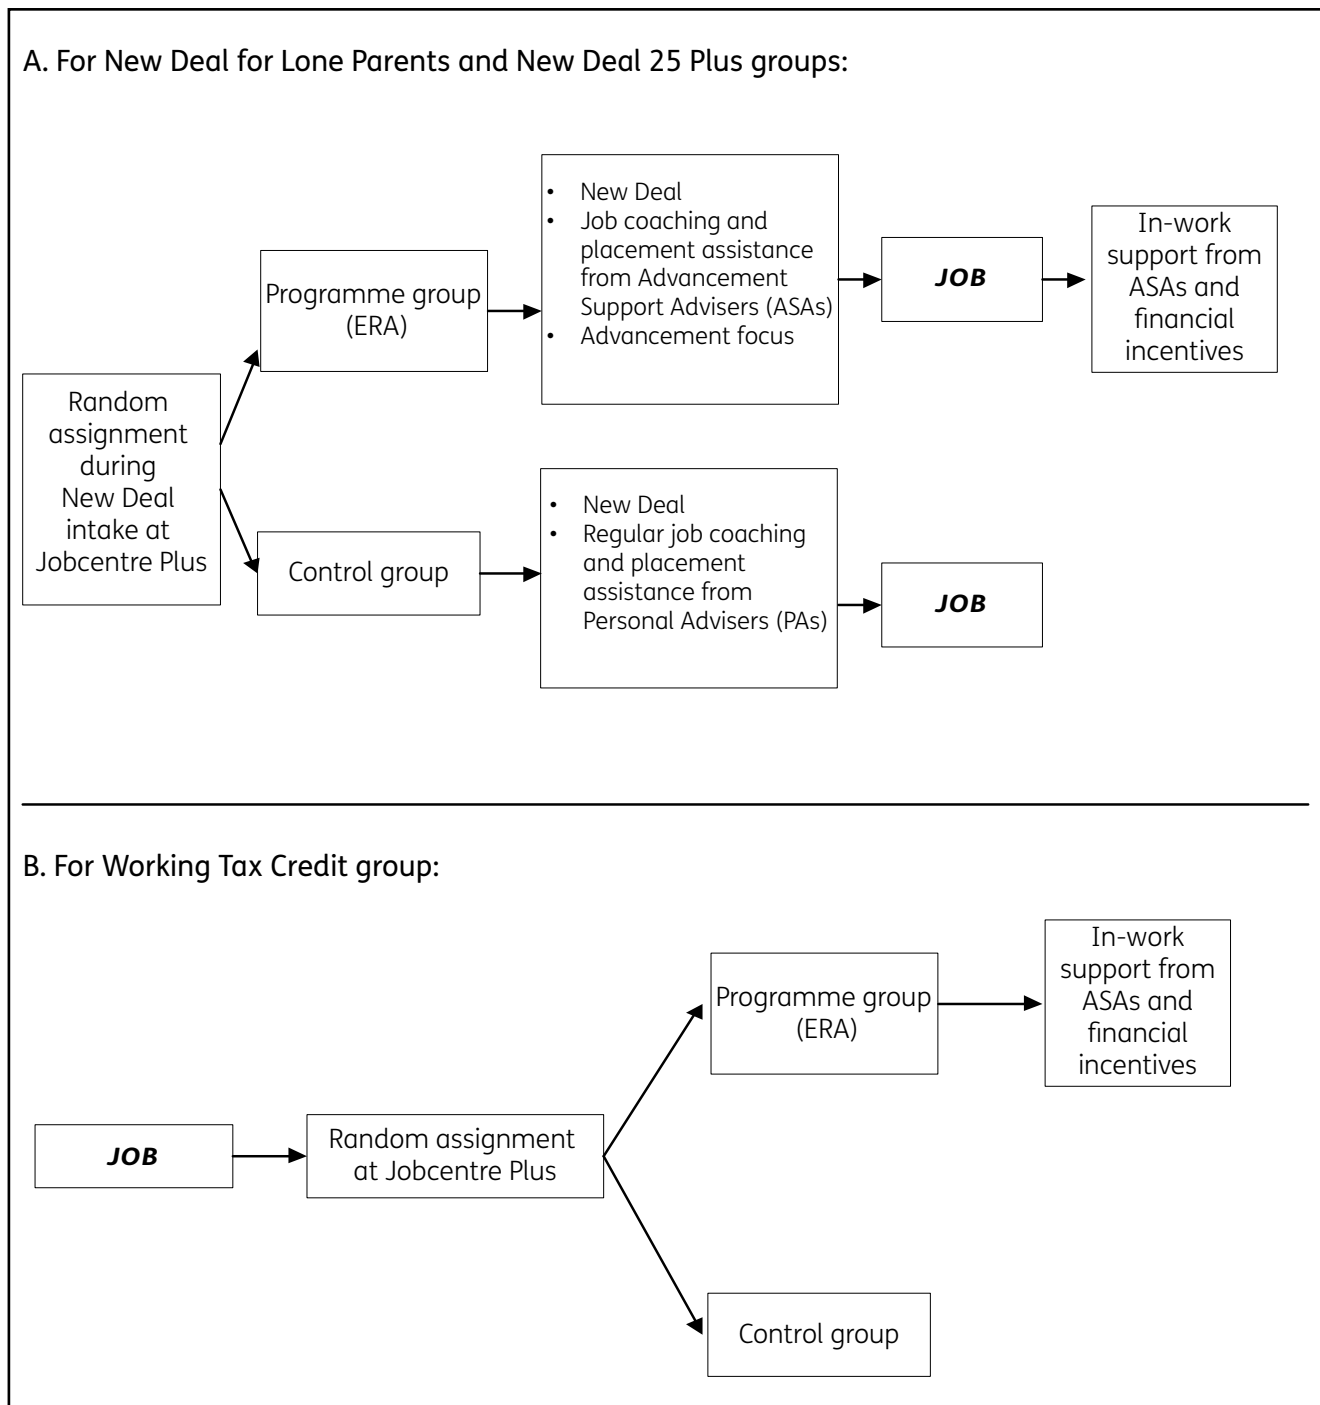 A. For New Deal for Lone Parents and New Deal 25 Plus groups:
Random
assignment
during
New Deal
intake at
Jobcentre Plus
Programme group
(ERA)
• New Deal
• Job coaching and
placement assistance
from Advancement
Support Advisers (ASAs)
• Advancement focus
JOB
In-work
support from
ASAs and
financial
incentives
Control group
• New Deal
• Regular job coaching
and placement
assistance from
Personal Advisers (PAs)
JOB
B. For Working Tax Credit group:
JOB
Random assignment
at Jobcentre Plus
Programme group
(ERA)
In-work
support from
ASAs and
financial
incentives
Control group